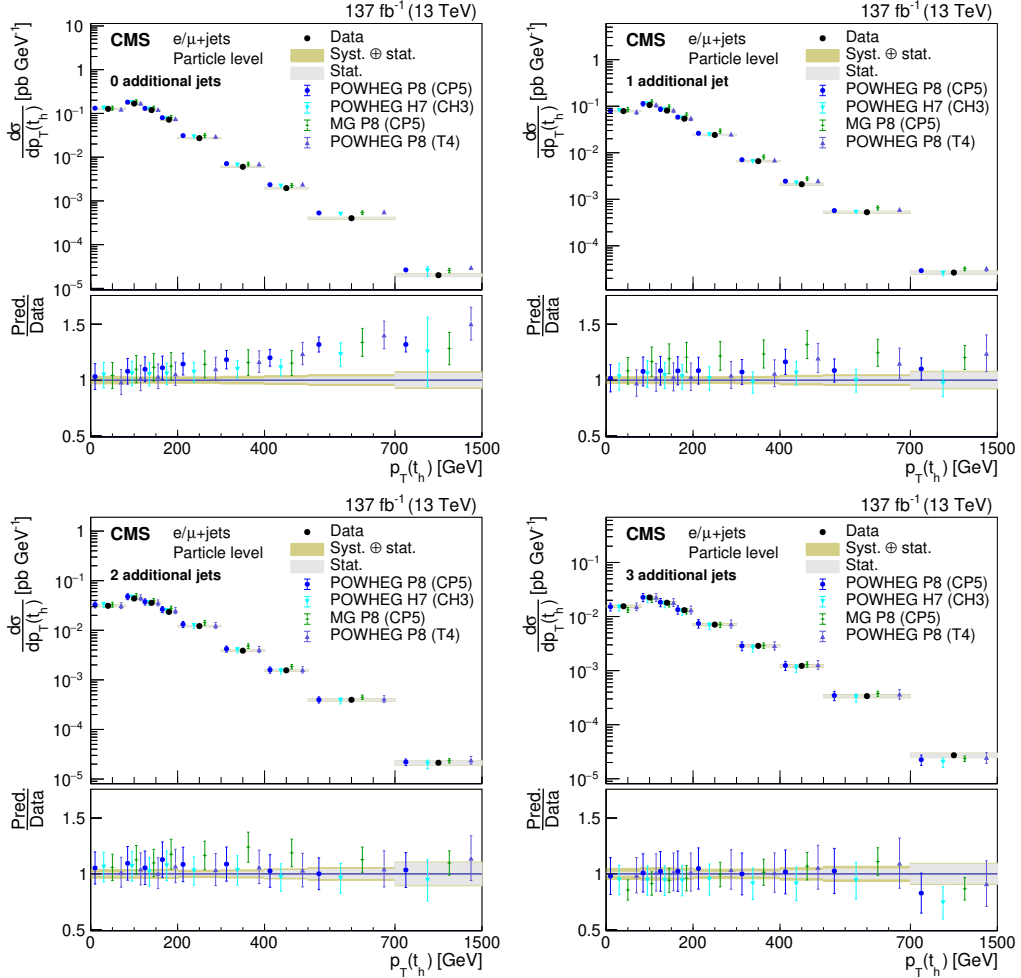 137 fb⁻¹ (13 TeV)
CMS
e/μ+jets
Particle level
0 additional jets
Data
Syst. ⊕ stat.
Stat.
POWHEG P8 (CP5)
POWHEG H7 (CH3)
MG P8 (CP5)
POWHEG P8 (T4)
dσ/dp_T(t_h) [pb GeV⁻¹]
10
1
10⁻¹
10⁻²
10⁻³
10⁻⁴
10⁻⁵
Pred./Data
1.5
1
0.5
0 200 400 700 1500
p_T(t_h) [GeV]
137 fb⁻¹ (13 TeV)
CMS
e/μ+jets
Particle level
1 additional jet
Data
Syst. ⊕ stat.
Stat.
POWHEG P8 (CP5)
POWHEG H7 (CH3)
MG P8 (CP5)
POWHEG P8 (T4)
dσ/dp_T(t_h) [pb GeV⁻¹]
1
10⁻¹
10⁻²
10⁻³
10⁻⁴
10⁻⁵
Pred./Data
1.5
1
0.5
0 200 400 700 1500
p_T(t_h) [GeV]
137 fb⁻¹ (13 TeV)
CMS
e/μ+jets
Particle level
2 additional jets
Data
Syst. ⊕ stat.
Stat.
POWHEG P8 (CP5)
POWHEG H7 (CH3)
MG P8 (CP5)
POWHEG P8 (T4)
dσ/dp_T(t_h) [pb GeV⁻¹]
1
10⁻¹
10⁻²
10⁻³
10⁻⁴
10⁻⁵
Pred./Data
1.5
1
0.5
0 200 400 700 1500
p_T(t_h) [GeV]
137 fb⁻¹ (13 TeV)
CMS
e/μ+jets
Particle level
3 additional jets
Data
Syst. ⊕ stat.
Stat.
POWHEG P8 (CP5)
POWHEG H7 (CH3)
MG P8 (CP5)
POWHEG P8 (T4)
dσ/dp_T(t_h) [pb GeV⁻¹]
10⁻¹
10⁻²
10⁻³
10⁻⁴
10⁻⁵
Pred./Data
1.5
1
0.5
0 200 400 700 1500
p_T(t_h) [GeV]